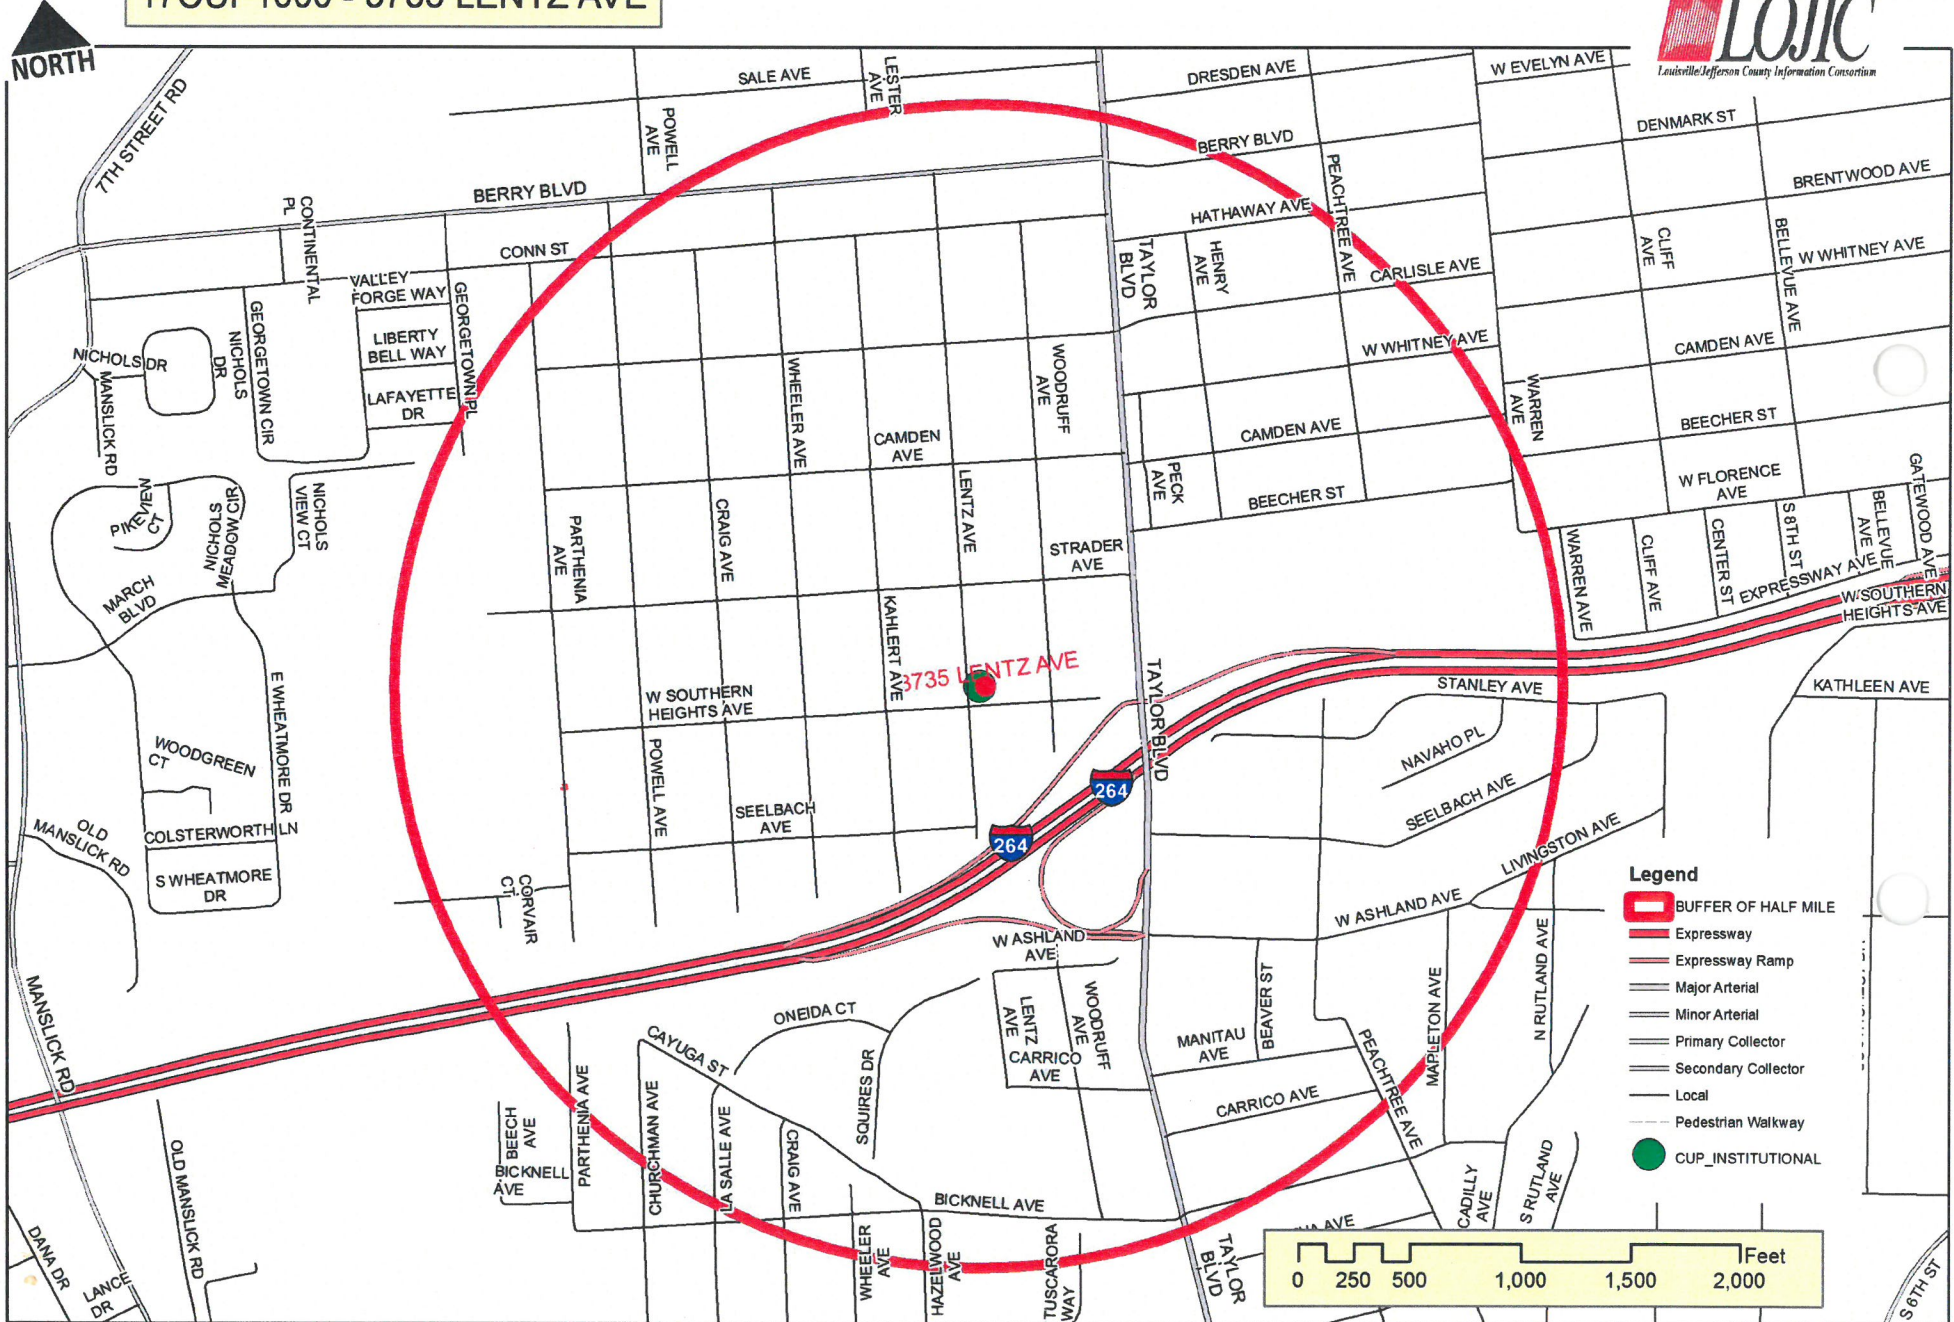 NORTH
LOJIC
Louisville/Jefferson County Information Consortium
7TH STREET RD
SALE AVE
LESTER
AVE
DRESDEN AVE
W EVELYN AVE
POWELL
AVE
BERRY BLVD
DENMARK ST
BERRY BLVD
BRENTWOOD AVE
CONTINENTAL
PL
PEACHTREE AVE
HATHAWAY AVE
CONN ST
TAYLOR
BLVD
HENRY
AVE
CARLISLE AVE
CLIFF
AVE
BELLEVUE AVE
W WHITNEY AVE
VALLEY
FORGE WAY
GEORGETOWN PL
GEORGETOWN CIR
LIBERTY
BELL WAY
NICHOLS DR
NICHOLS
DR
MANSLICK RD
LAFAYETTE
DR
WHEELER AVE
WOODRUFF
AVE
W WHITNEY AVE
CAMDEN AVE
WARREN
AVE
CAMDEN
AVE
CAMDEN AVE
BEECHER ST
PIKEVIEW
CT
NICHOLS
MEADOW CIR
NICHOLS
VIEW CT
LENTZ AVE
PECK
AVE
BEECHER ST
W FLORENCE
AVE
GATEWOOD AVE
CRAIG AVE
PARTHENIA
AVE
STRADER
AVE
WARREN AVE
CLIFF AVE
CENTER ST
S 8TH ST
BELLEVUE
AVE
EXPRESSWAY AVE
W SOUTHERN
HEIGHTS AVE
MARCH
BLVD
KAHLERT AVE
3735 LENTZ AVE
W SOUTHERN
HEIGHTS AVE
TAYLOR BLVD
STANLEY AVE
KATHLEEN AVE
E WHEATMORE DR
WOODGREEN
CT
POWELL AVE
NAVAHO PL
264
264
SEELBACH
AVE
SEELBACH AVE
OLD
MANSLICK RD
COLSTERWORTH LN
LIVINGSTON AVE
S WHEATMORE
DR
CORVAIR
CT
W ASHLAND AVE
W ASHLAND
AVE
Legend
BUFFER OF HALF MILE
Expressway
Expressway Ramp
Major Arterial
Minor Arterial
Primary Collector
Secondary Collector
Local
Pedestrian Walkway
CUP_INSTITUTIONAL
MANSLICK RD
ONEIDA CT
CAYUGA ST
LENTZ
AVE
WOODRUFF
AVE
CARRICO
AVE
MANITAU
AVE
BEAVER ST
MAPLETON AVE
N RUTLAND AVE
PEACHTREE AVE
SQUIRES DR
CARRICO AVE
BEECH
AVE
PARTHENIA AVE
CHURCHMAN AVE
LA SALLE AVE
CRAIG AVE
BICKNELL
AVE
BICKNELL AVE
OLD MANSLICK RD
CADILLY
AVE
S RUTLAND
AVE
DANA DR
LANCE
DR
WHEELER
AVE
HAZELWOOD
AVE
TUSCARORA
WAY
TAYLOR
BLVD
AVE
Feet
0 250 500 1,000 1,500 2,000
S 6TH ST